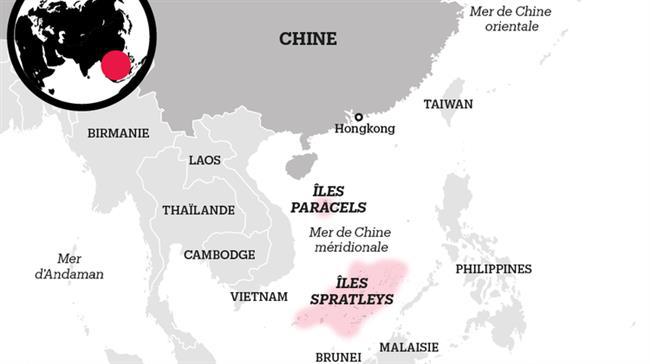 Mer de Chine
orientale
CHINE
TAIWAN
Hongkong
BIRMANIE
LAOS
ÎLES
PARACELS
THAÏLANDE
Mer de Chine
méridionale
CAMBODGE
Mer
d'Andaman
PHILIPPINES
ÎLES
SPRATLEYS
VIETNAM
MALAISIE
BRUNEI